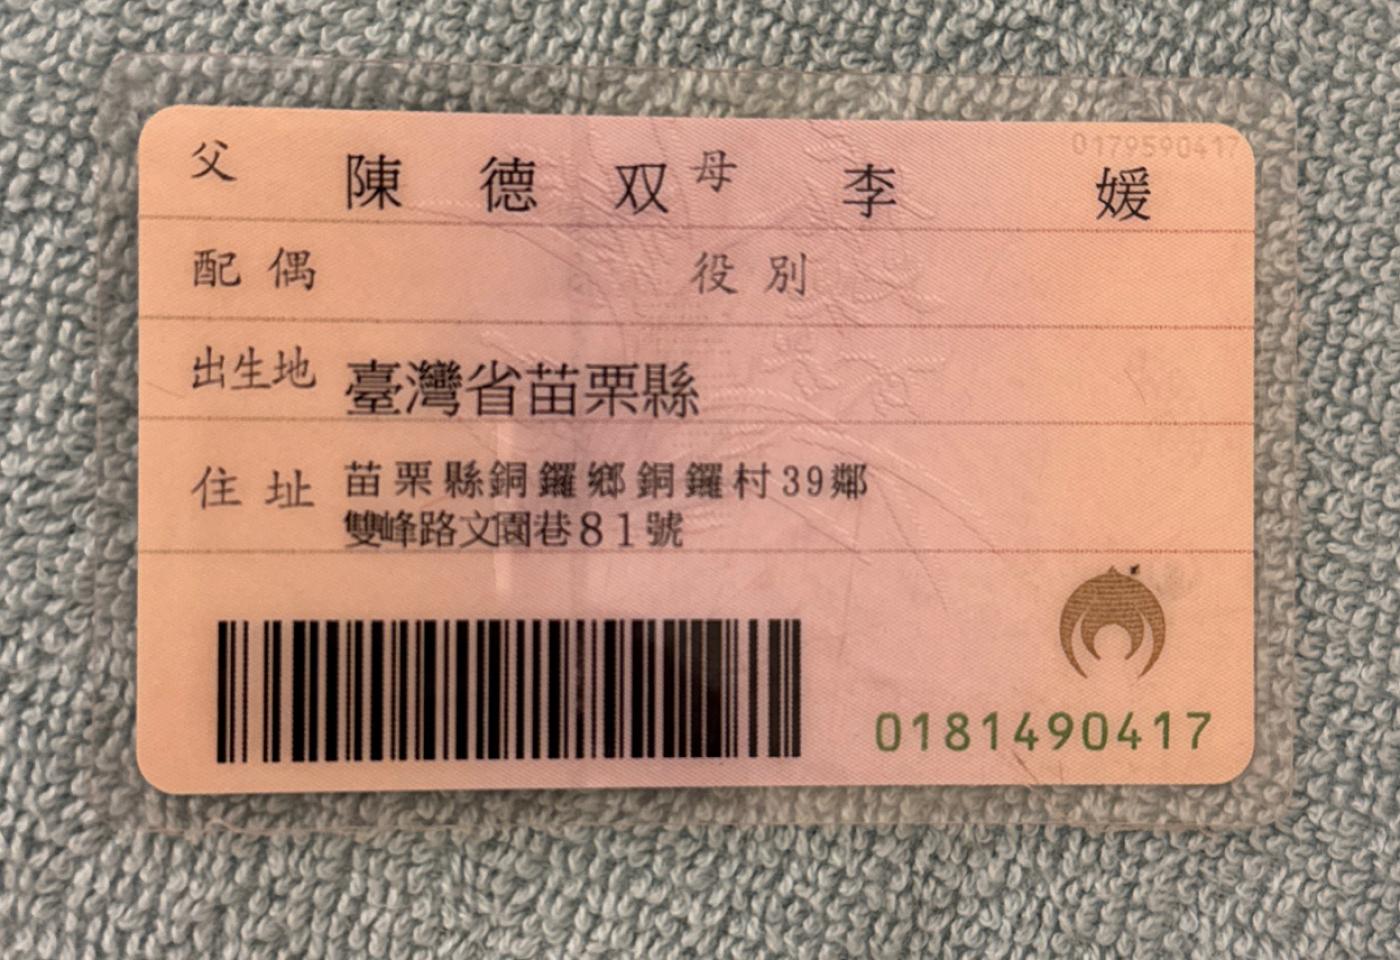 0179590417
父 陳德双 母 李媛
配偶 役別
出生地 臺灣省苗栗縣
住址 苗栗縣銅鑼鄉銅鑼村39鄰
雙峰路文園巷81號
0181490417